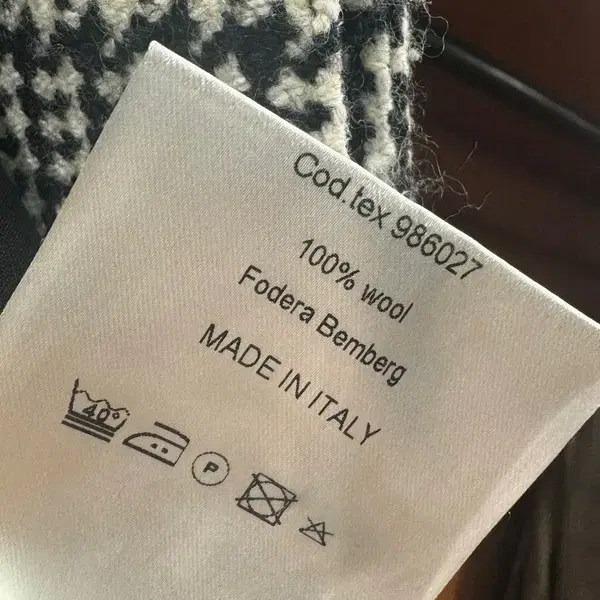 Cod.tex 986027
100% wool
Fodera Bemberg
MADE IN ITALY
40° P